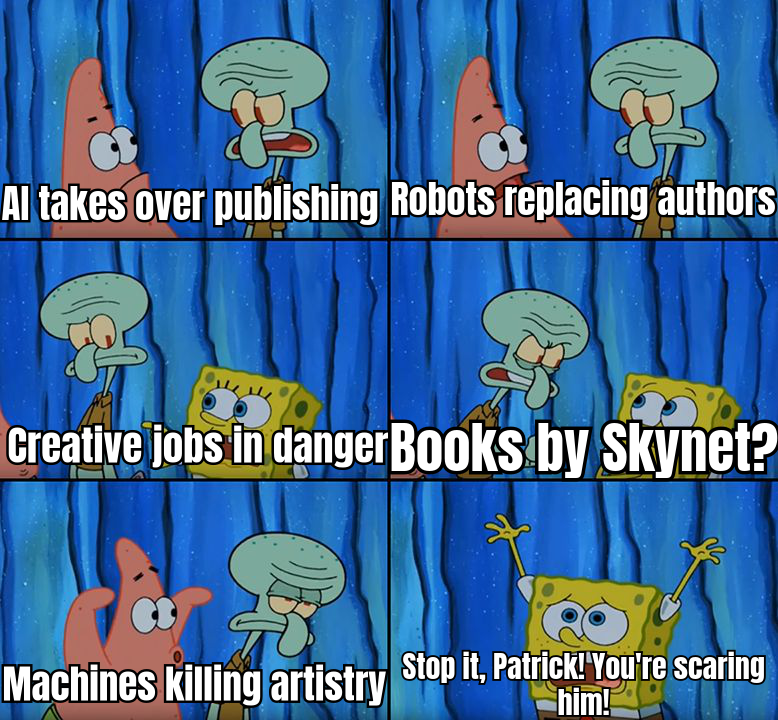 AI takes over publishing
Robots replacing authors
Creative jobs in danger
Books by Skynet?
Machines killing artistry
Stop it, Patrick! You're scaring
him!